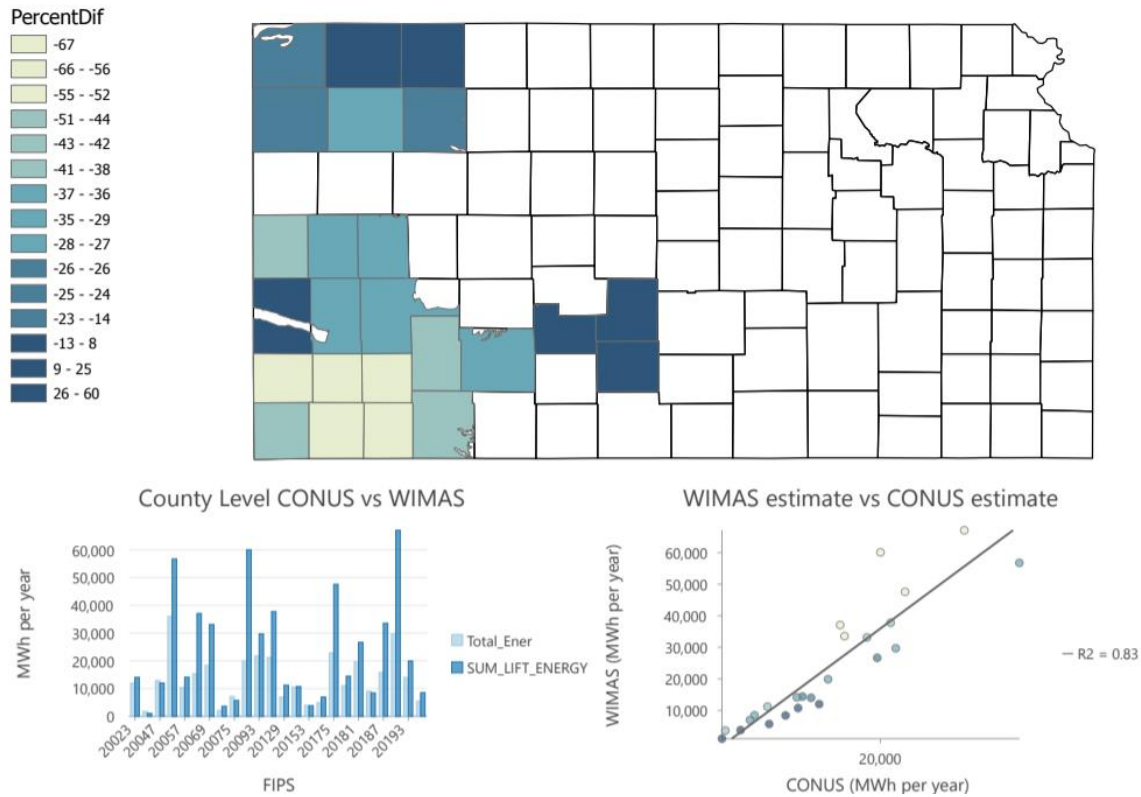 PercentDif
-67
-66 - -56
-55 - -52
-51 - -44
-43 - -42
-41 - -38
-37 - -36
-35 - -29
-28 - -27
-26 - -26
-25 - -24
-23 - -14
-13 - 8
9 - 25
26 - 60
County Level CONUS vs WIMAS
MWh per year
60,000
50,000
40,000
30,000
20,000
10,000
0
20023
20047
20057
20069
20075
20093
20129
20153
20175
20181
20187
20193
FIPS
Total_Ener
SUM_LIFT_ENERGY
WIMAS estimate vs CONUS estimate
WIMAS (MWh per year)
60,000
50,000
40,000
30,000
20,000
10,000
20,000
CONUS (MWh per year)
R2 = 0.83